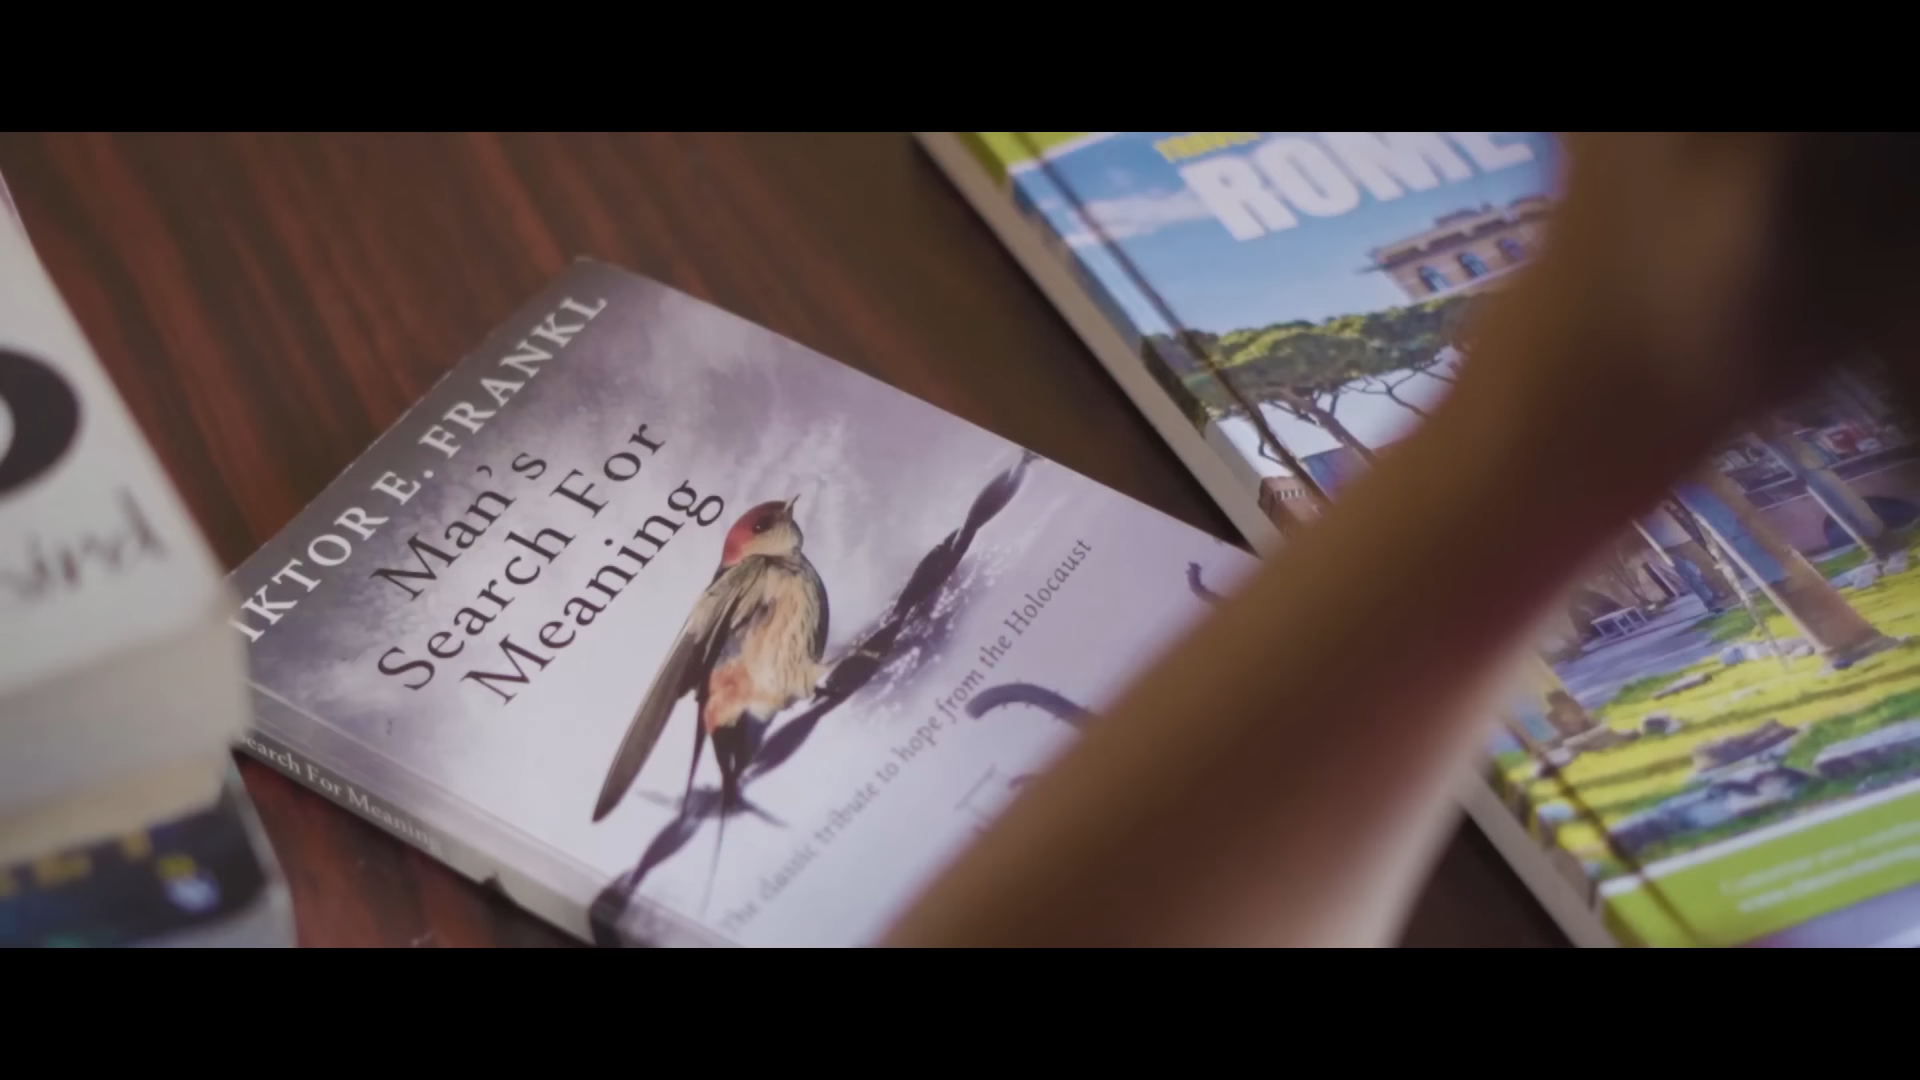 IKTOR E. FRANKL
Man's
Search For
Meaning
The classic tribute to hope from the Holocaust
Search For Meaning
ROME